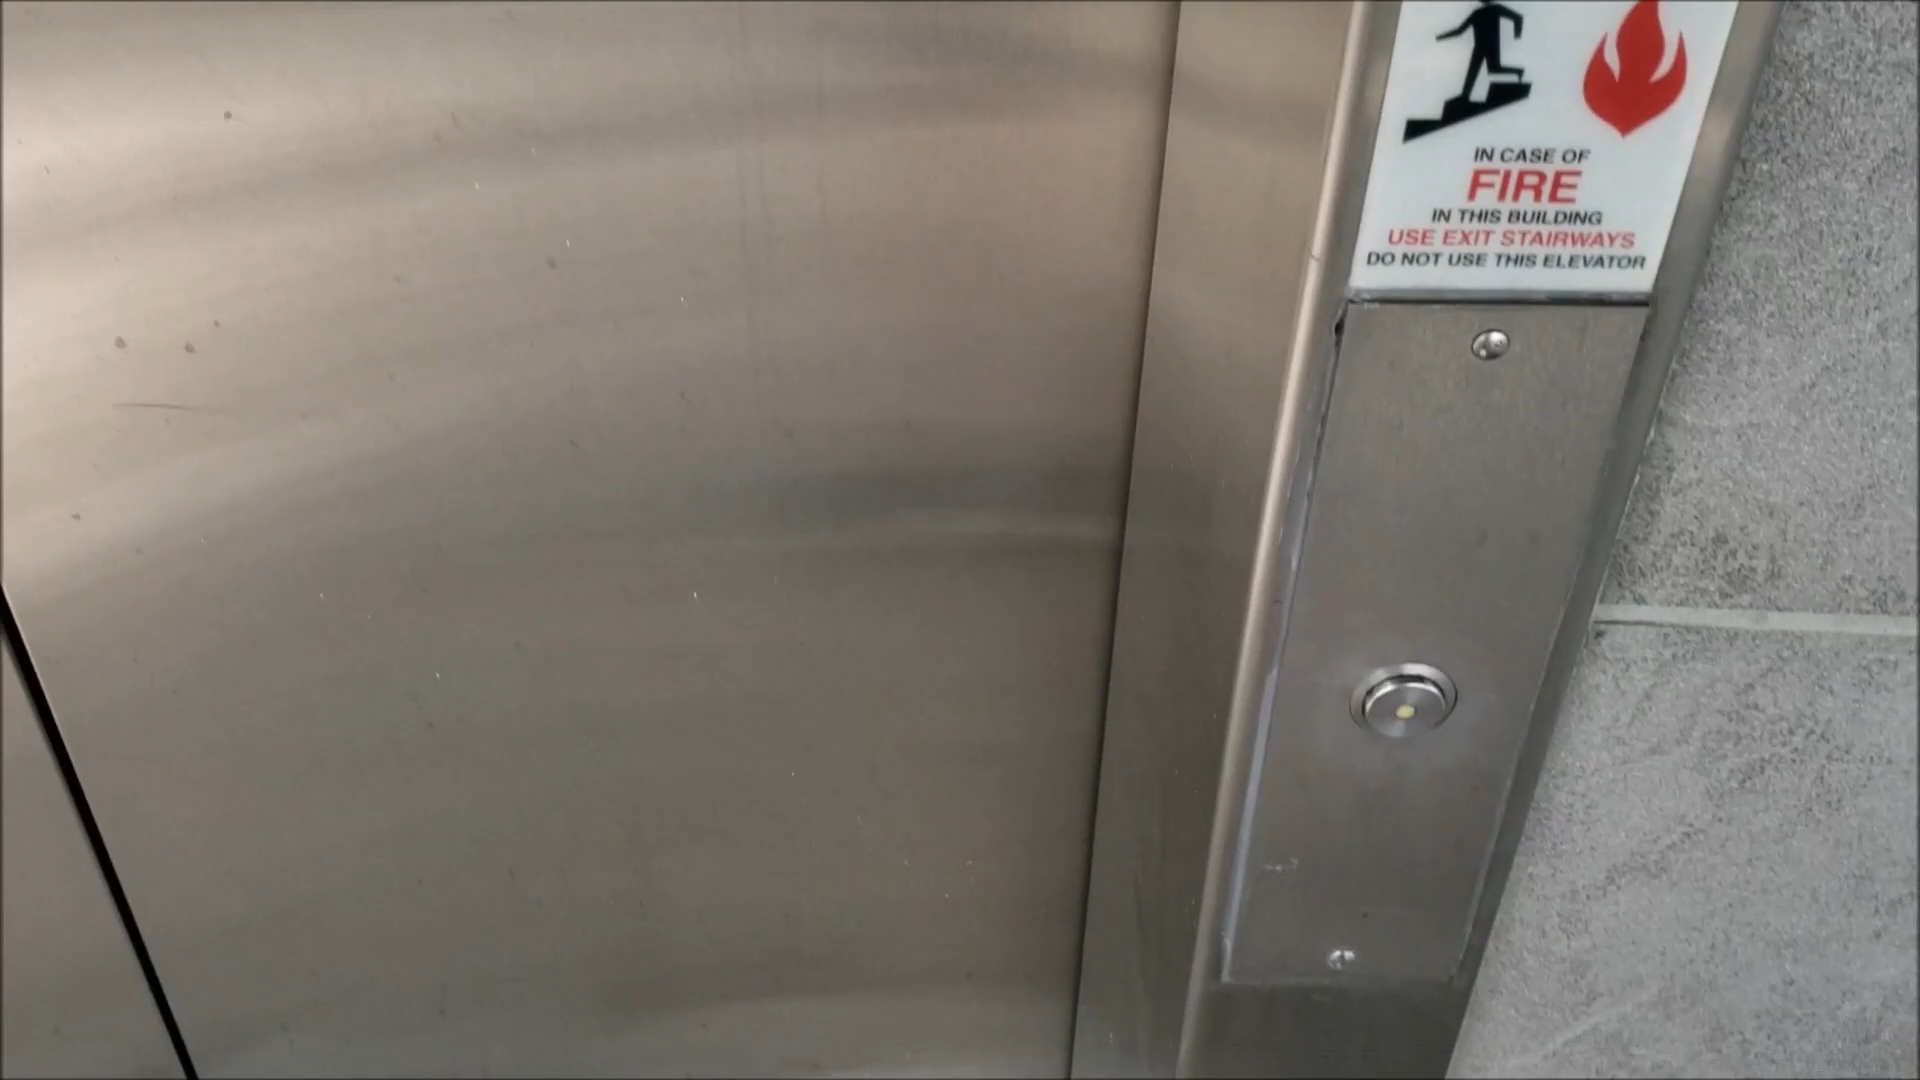 IN CASE OF
FIRE
IN THIS BUILDING
USE EXIT STAIRWAYS
DO NOT USE THIS ELEVATOR